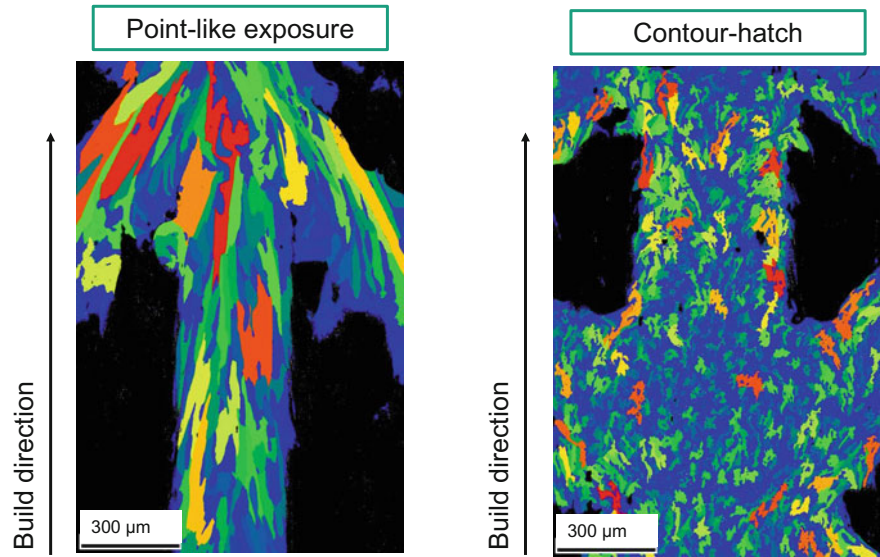 Point-like exposure
Contour-hatch
Build direction
300 µm
Build direction
300 µm